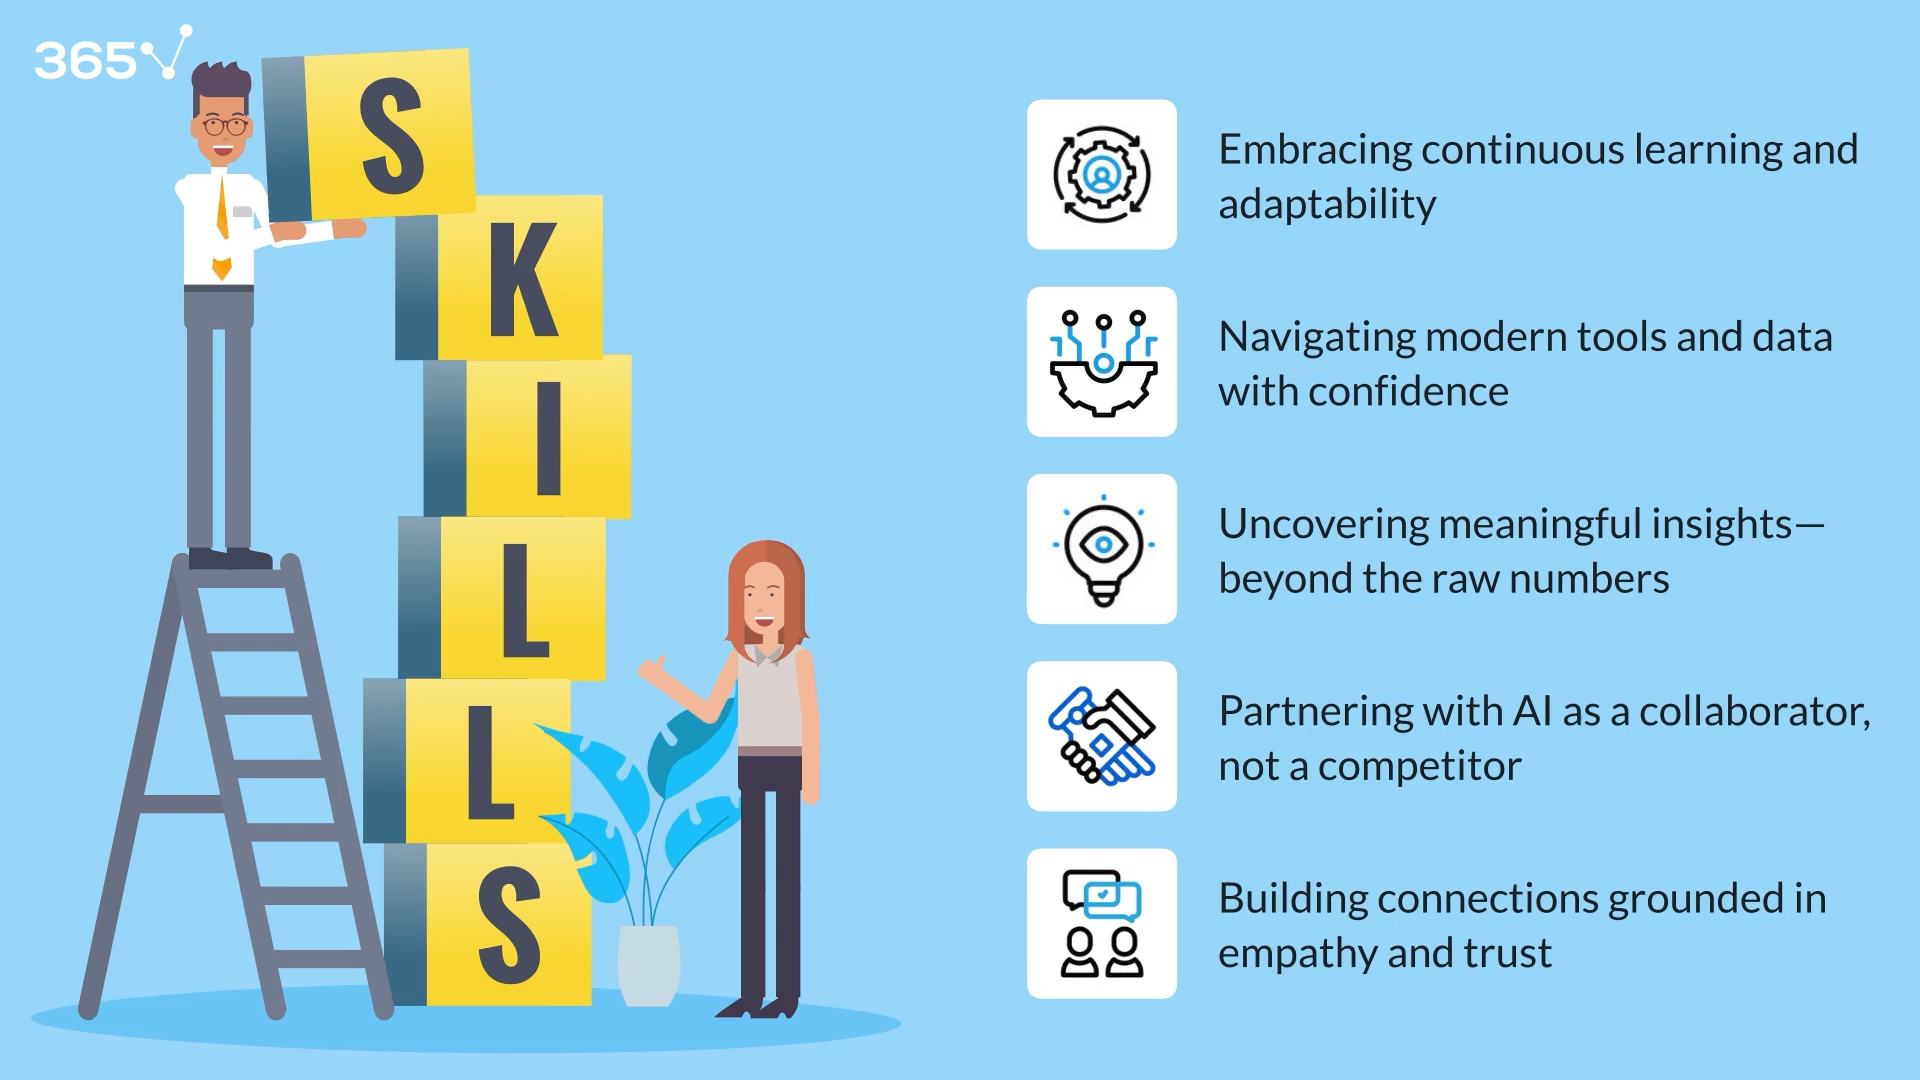 365
S
K
I
L
L
S
Embracing continuous learning and
adaptability
Navigating modern tools and data
with confidence
Uncovering meaningful insights—
beyond the raw numbers
Partnering with AI as a collaborator,
not a competitor
Building connections grounded in
empathy and trust